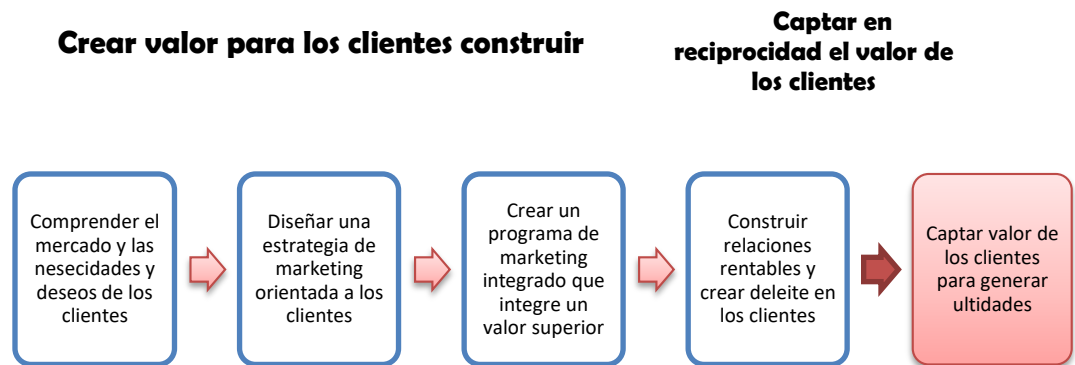 Crear valor para los clientes construir
Captar en
reciprocidad el valor de
los clientes
Comprender el
mercado y las
nesecidades y
deseos de los
clientes
Diseñar una
estrategia de
marketing
orientada a los
clientes
Crear un
programa de
marketing
integrado que
integre un
valor superior
Construir
relaciones
rentables y
crear deleite en
los clientes
Captar valor de
los clientes
para generar
ultidades